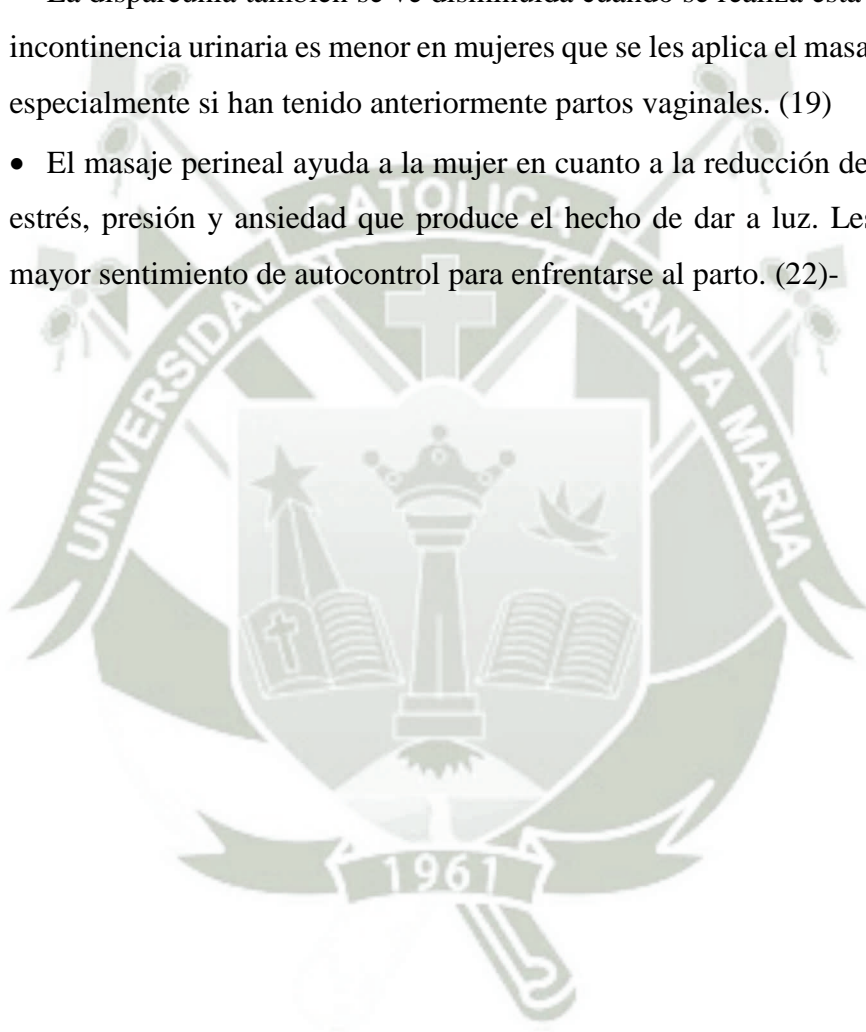 La dispareunia también se ve disminuida cuando se realiza esta
incontinencia urinaria es menor en mujeres que se les aplica el masa
especialmente si han tenido anteriormente partos vaginales. (19)
• El masaje perineal ayuda a la mujer en cuanto a la reducción de
estrés, presión y ansiedad que produce el hecho de dar a luz. Les
mayor sentimiento de autocontrol para enfrentarse al parto. (22)-
UNIVERSIDAD CATOLICA SANTA MARIA
1961